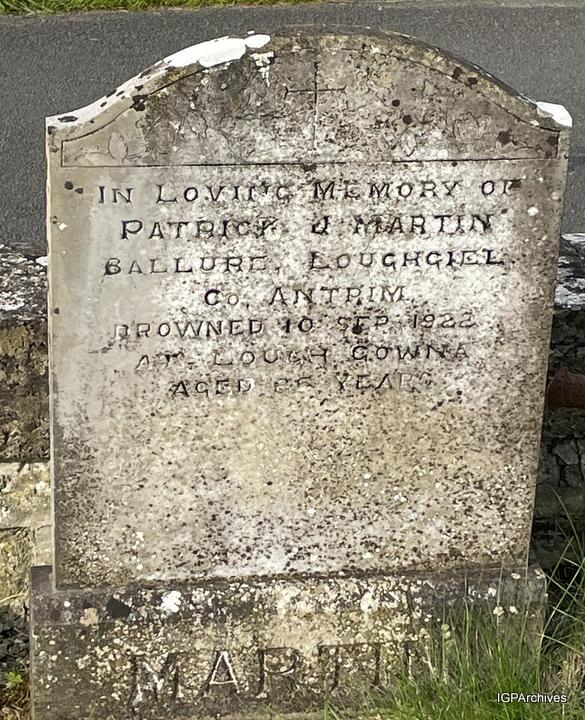 IN LOVING MEMORY OF
PATRICK J MARTIN
BALLURE, LOUGHGIEL,
CO. ANTRIM.
DROWNED 10 SEP. 1922
AT LOUGH GOWNA
AGED YEARS
MARTIN
IGPArchives